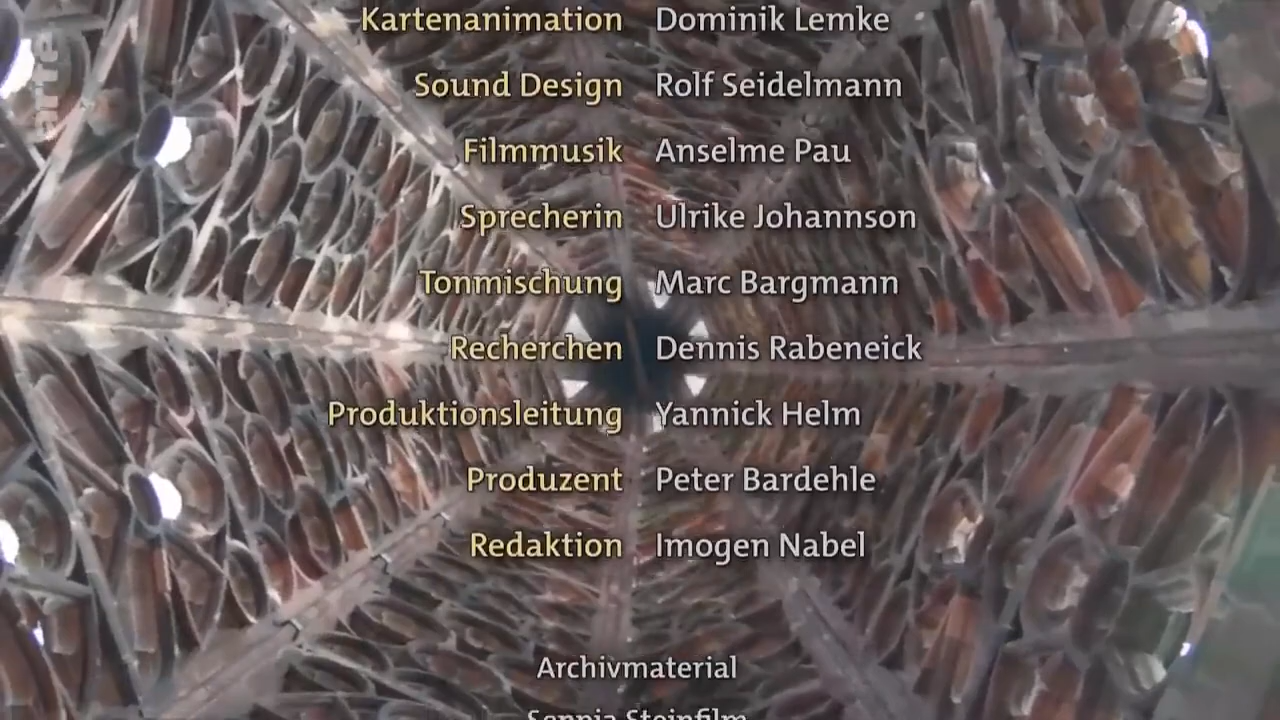 arte
Kartenanimation Dominik Lemke
Sound Design Rolf Seidelmann
Filmmusik Anselme Pau
Sprecherin Ulrike Johannson
Tonmischung Marc Bargmann
Recherchen Dennis Rabeneick
Produktionsleitung Yannick Helm
Produzent Peter Bardehle
Redaktion Imogen Nabel
Archivmaterial